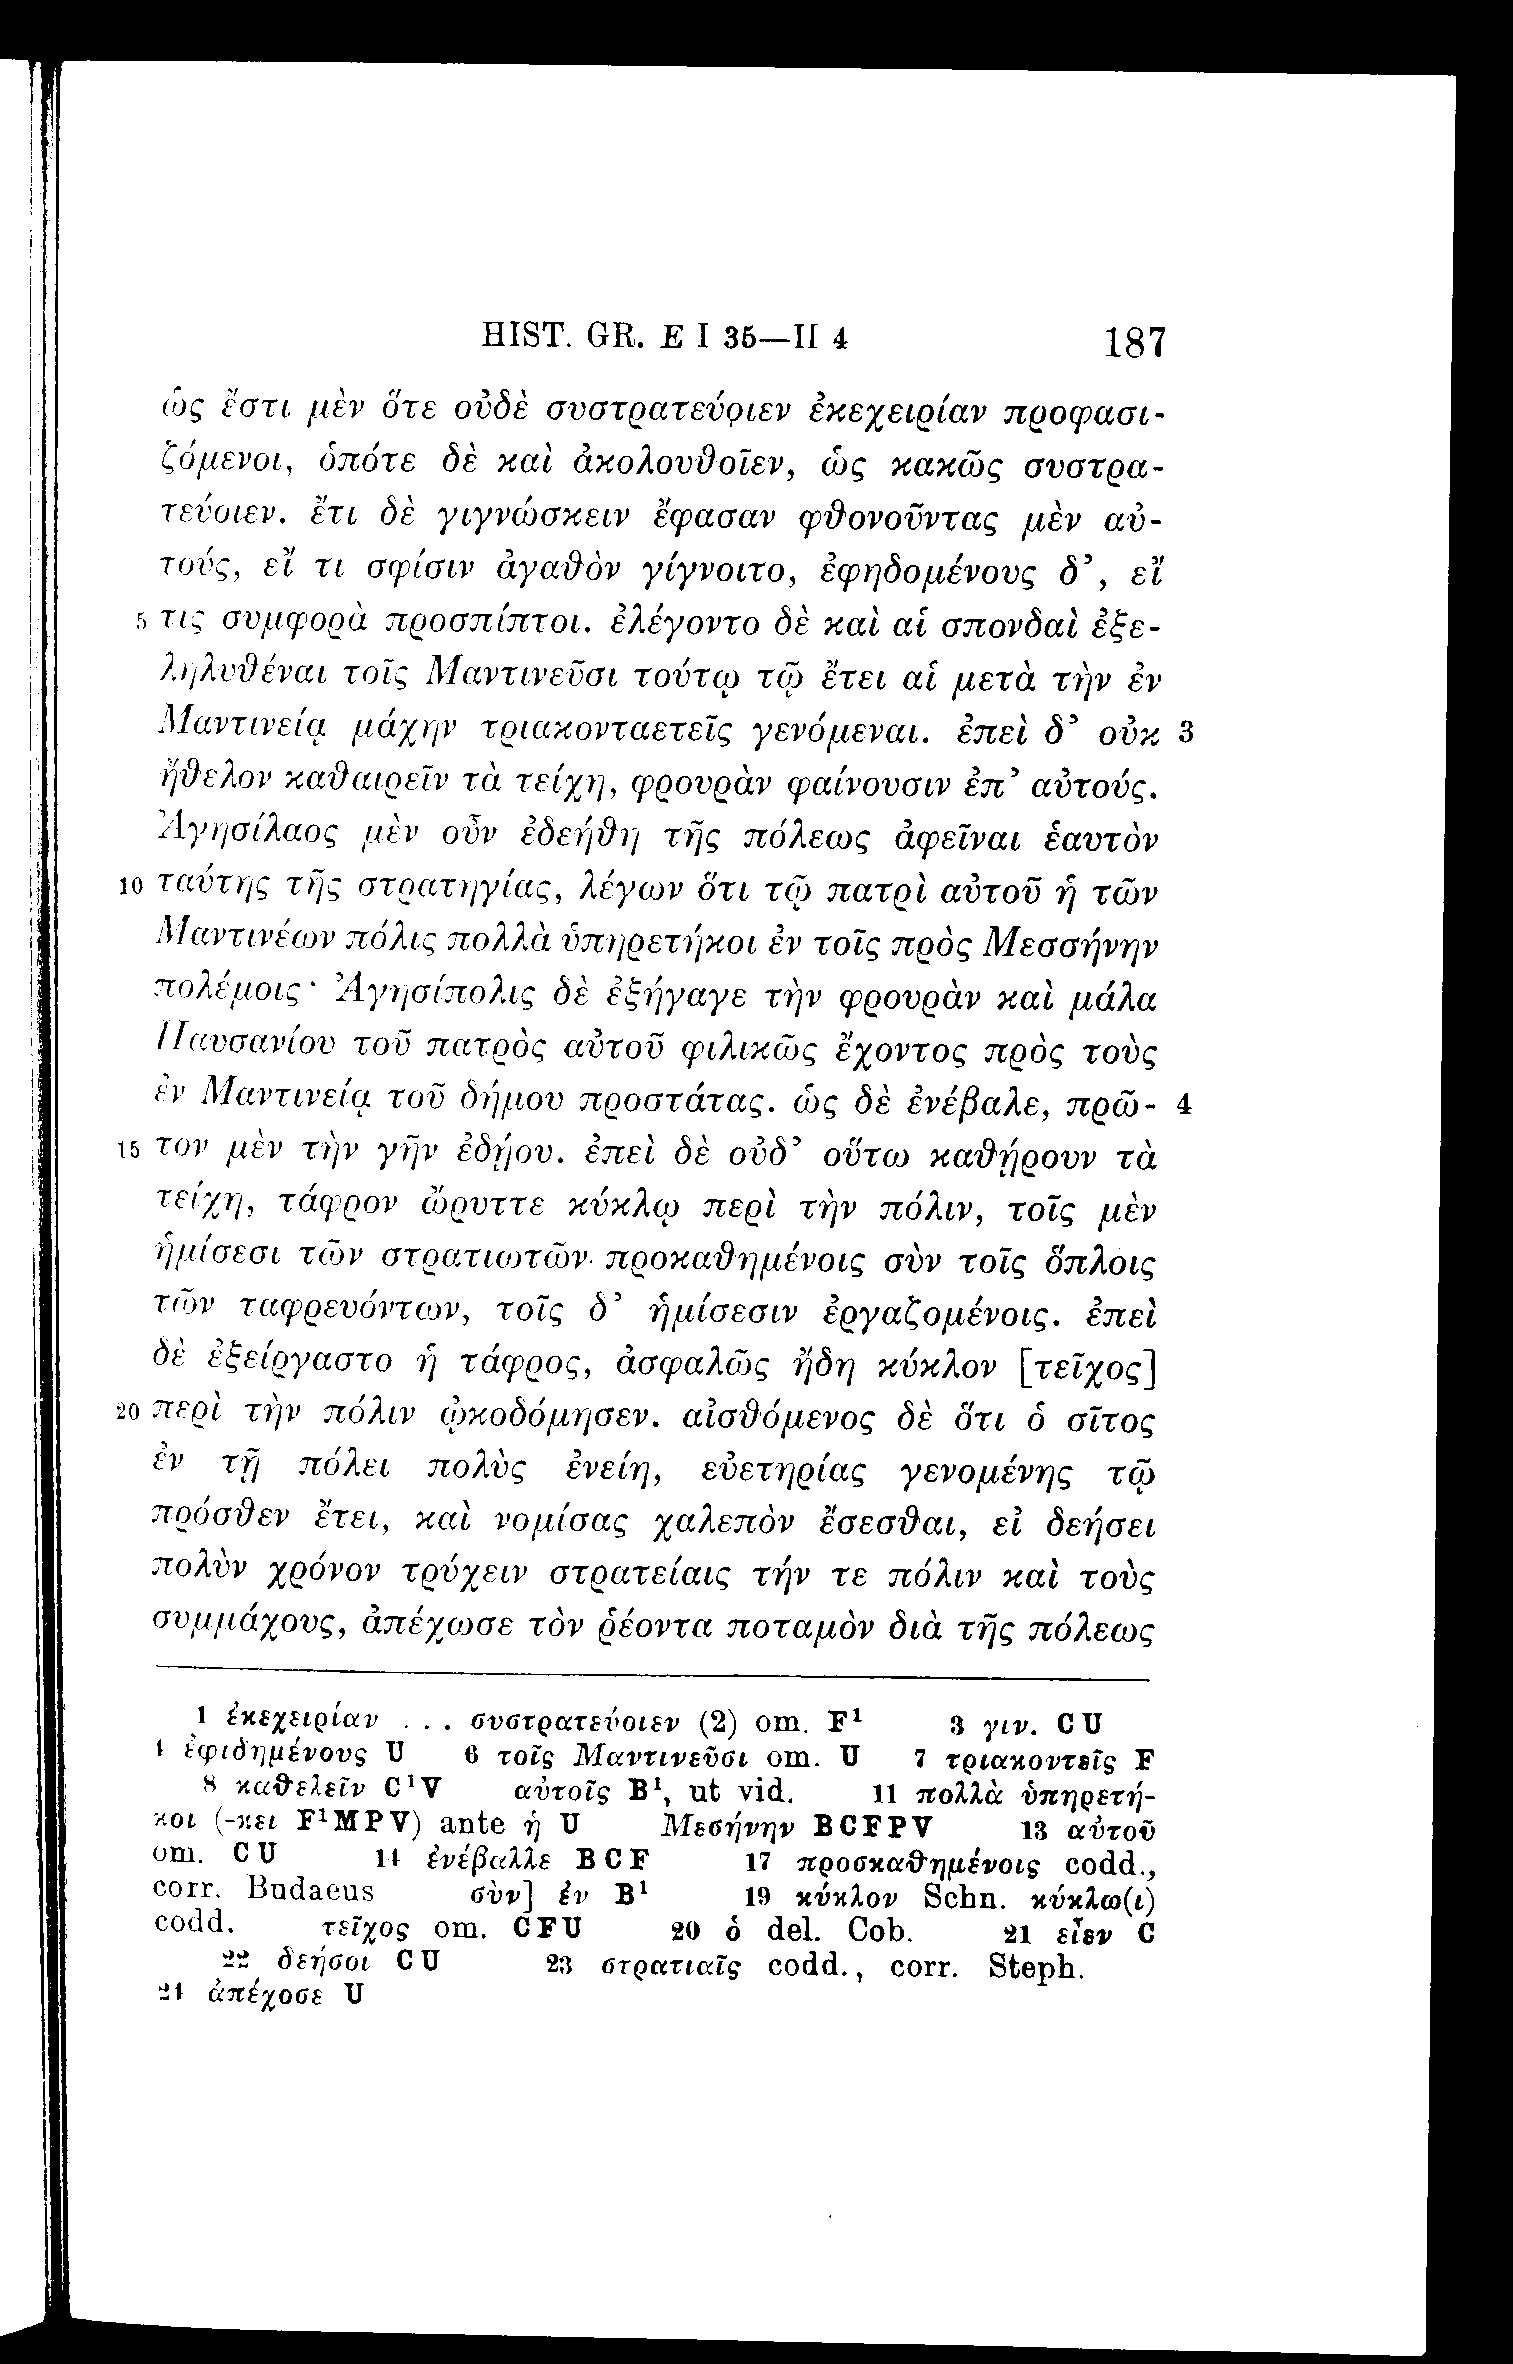 HIST. GR. E I 35—II 4 187
ὡς ἔστι μὲν ὅτε οὐδὲ συστρατεύοιεν ἐκεχειρίαν προφασι-
ζόμενοι, ὁπότε δὲ καὶ ἀκολουθοῖεν, ὡς κακῶς συστρα-
τεύοιεν. ἔτι δὲ γιγνώσκειν ἔφασαν φθονοῦντας μὲν αὐ-
τούς, εἴ τι σφίσιν ἀγαθὸν γίγνοιτο, ἐφηδομένους δ’, εἴ
5 τις συμφορὰ προσπίπτοι. ἐλέγοντο δὲ καὶ αἱ σπονδαὶ ἐξε-
ληλυθέναι τοῖς Μαντινεῦσι τούτῳ τῷ ἔτει αἱ μετὰ τὴν ἐν
Μαντινείᾳ μάχην τριακονταετεῖς γενόμεναι. ἐπεὶ δ’ οὐκ 3
ἤθελον καθαιρεῖν τὰ τείχη, φρουρὰν φαίνουσιν ἐπ’ αὐτούς.
Ἀγησίλαος μὲν οὖν ἐδεήθη τῆς πόλεως ἀφεῖναι ἑαυτὸν
10 ταύτης τῆς στρατηγίας, λέγων ὅτι τῷ πατρὶ αὐτοῦ ἡ τῶν
Μαντινέων πόλις πολλὰ ὑπηρετήκοι ἐν τοῖς πρὸς Μεσσήνην
πολέμοις· Ἀγησίπολις δὲ ἐξήγαγε τὴν φρουρὰν καὶ μάλα
Παυσανίου τοῦ πατρὸς αὐτοῦ φιλικῶς ἔχοντος πρὸς τοὺς
ἐν Μαντινείᾳ τοῦ δήμου προστάτας. ὡς δὲ ἐνέβαλε, πρῶ- 4
15 τον μὲν τὴν γῆν ἐδῄου. ἐπεὶ δὲ οὐδ’ οὕτω καθῄρουν τὰ
τείχη, τάφρον ὤρυττε κύκλῳ περὶ τὴν πόλιν, τοῖς μὲν
ἡμίσεσι τῶν στρατιωτῶν προκαθημένοις σὺν τοῖς ὅπλοις
τῶν ταφρευόντων, τοῖς δ’ ἡμίσεσιν ἐργαζομένοις. ἐπεὶ
δὲ ἐξείργαστο ἡ τάφρος, ἀσφαλῶς ἤδη κύκλον [τεῖχος]
20 περὶ τὴν πόλιν ᾠκοδόμησεν. αἰσθόμενος δὲ ὅτι ὁ σῖτος
ἐν τῇ πόλει πολὺς ἐνείη, εὐετηρίας γενομένης τῷ
πρόσθεν ἔτει, καὶ νομίσας χαλεπὸν ἔσεσθαι, εἰ δεήσει
πολὺν χρόνον τρύχειν στρατείαις τήν τε πόλιν καὶ τοὺς
συμμάχους, ἀπέχωσε τὸν ῥέοντα ποταμὸν διὰ τῆς πόλεως
1 ἐκεχειρίαν . . . συστρατεύοιεν (2) om. F¹ 3 γιν. CU
4 ἐφιδημένους U 6 τοῖς Μαντινεῦσι om. U 7 τριακοντεῖς F
8 καθελεῖν C¹V αὐτοῖς B¹, ut vid. 11 πολλὰ ὑπηρετή-
κοι (-κει F¹MPV) ante ἡ U Μεσήνην BCFPV 13 αὐτοῦ
om. CU 14 ἐνέβαλλε BCF 17 προσκαθημένοις codd.,
corr. Budaeus σὺν] ἐν B¹ 19 κύκλον Schn. κύκλω(ι)
codd. τεῖχος om. CFU 20 ὁ del. Cob. 21 εἶεν C
22 δεήσοι CU 23 στρατιαῖς codd., corr. Steph.
24 ἀπέχοσε U